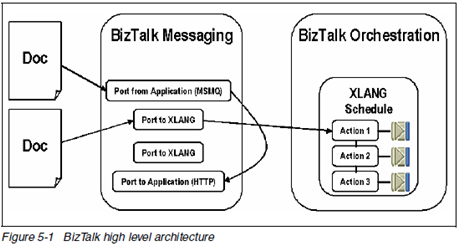 BizTalk Messaging
BizTalk Orchestration
Doc
Doc
Port from Application (MSMQ)
Port to XLANG
Port to XLANG
Port to Application (HTTP)
XLANG
Schedule
Action 1
Action 2
Action 3
Figure 5-1 BizTalk high level architecture